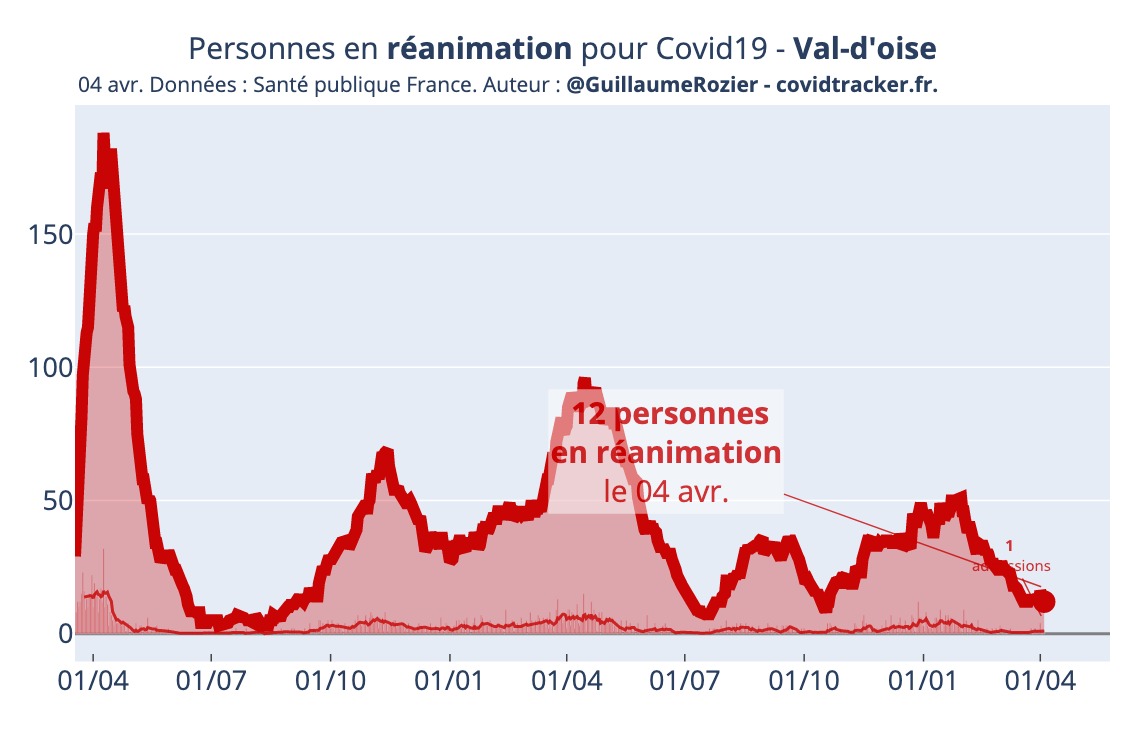 Personnes en réanimation pour Covid19 - Val-d'oise
04 avr. Données : Santé publique France. Auteur : @GuillaumeRozier - covidtracker.fr.
150
100
50
0
12 personnes
en réanimation
le 04 avr.
1
admissions
01/04
01/07
01/10
01/01
01/04
01/07
01/10
01/01
01/04